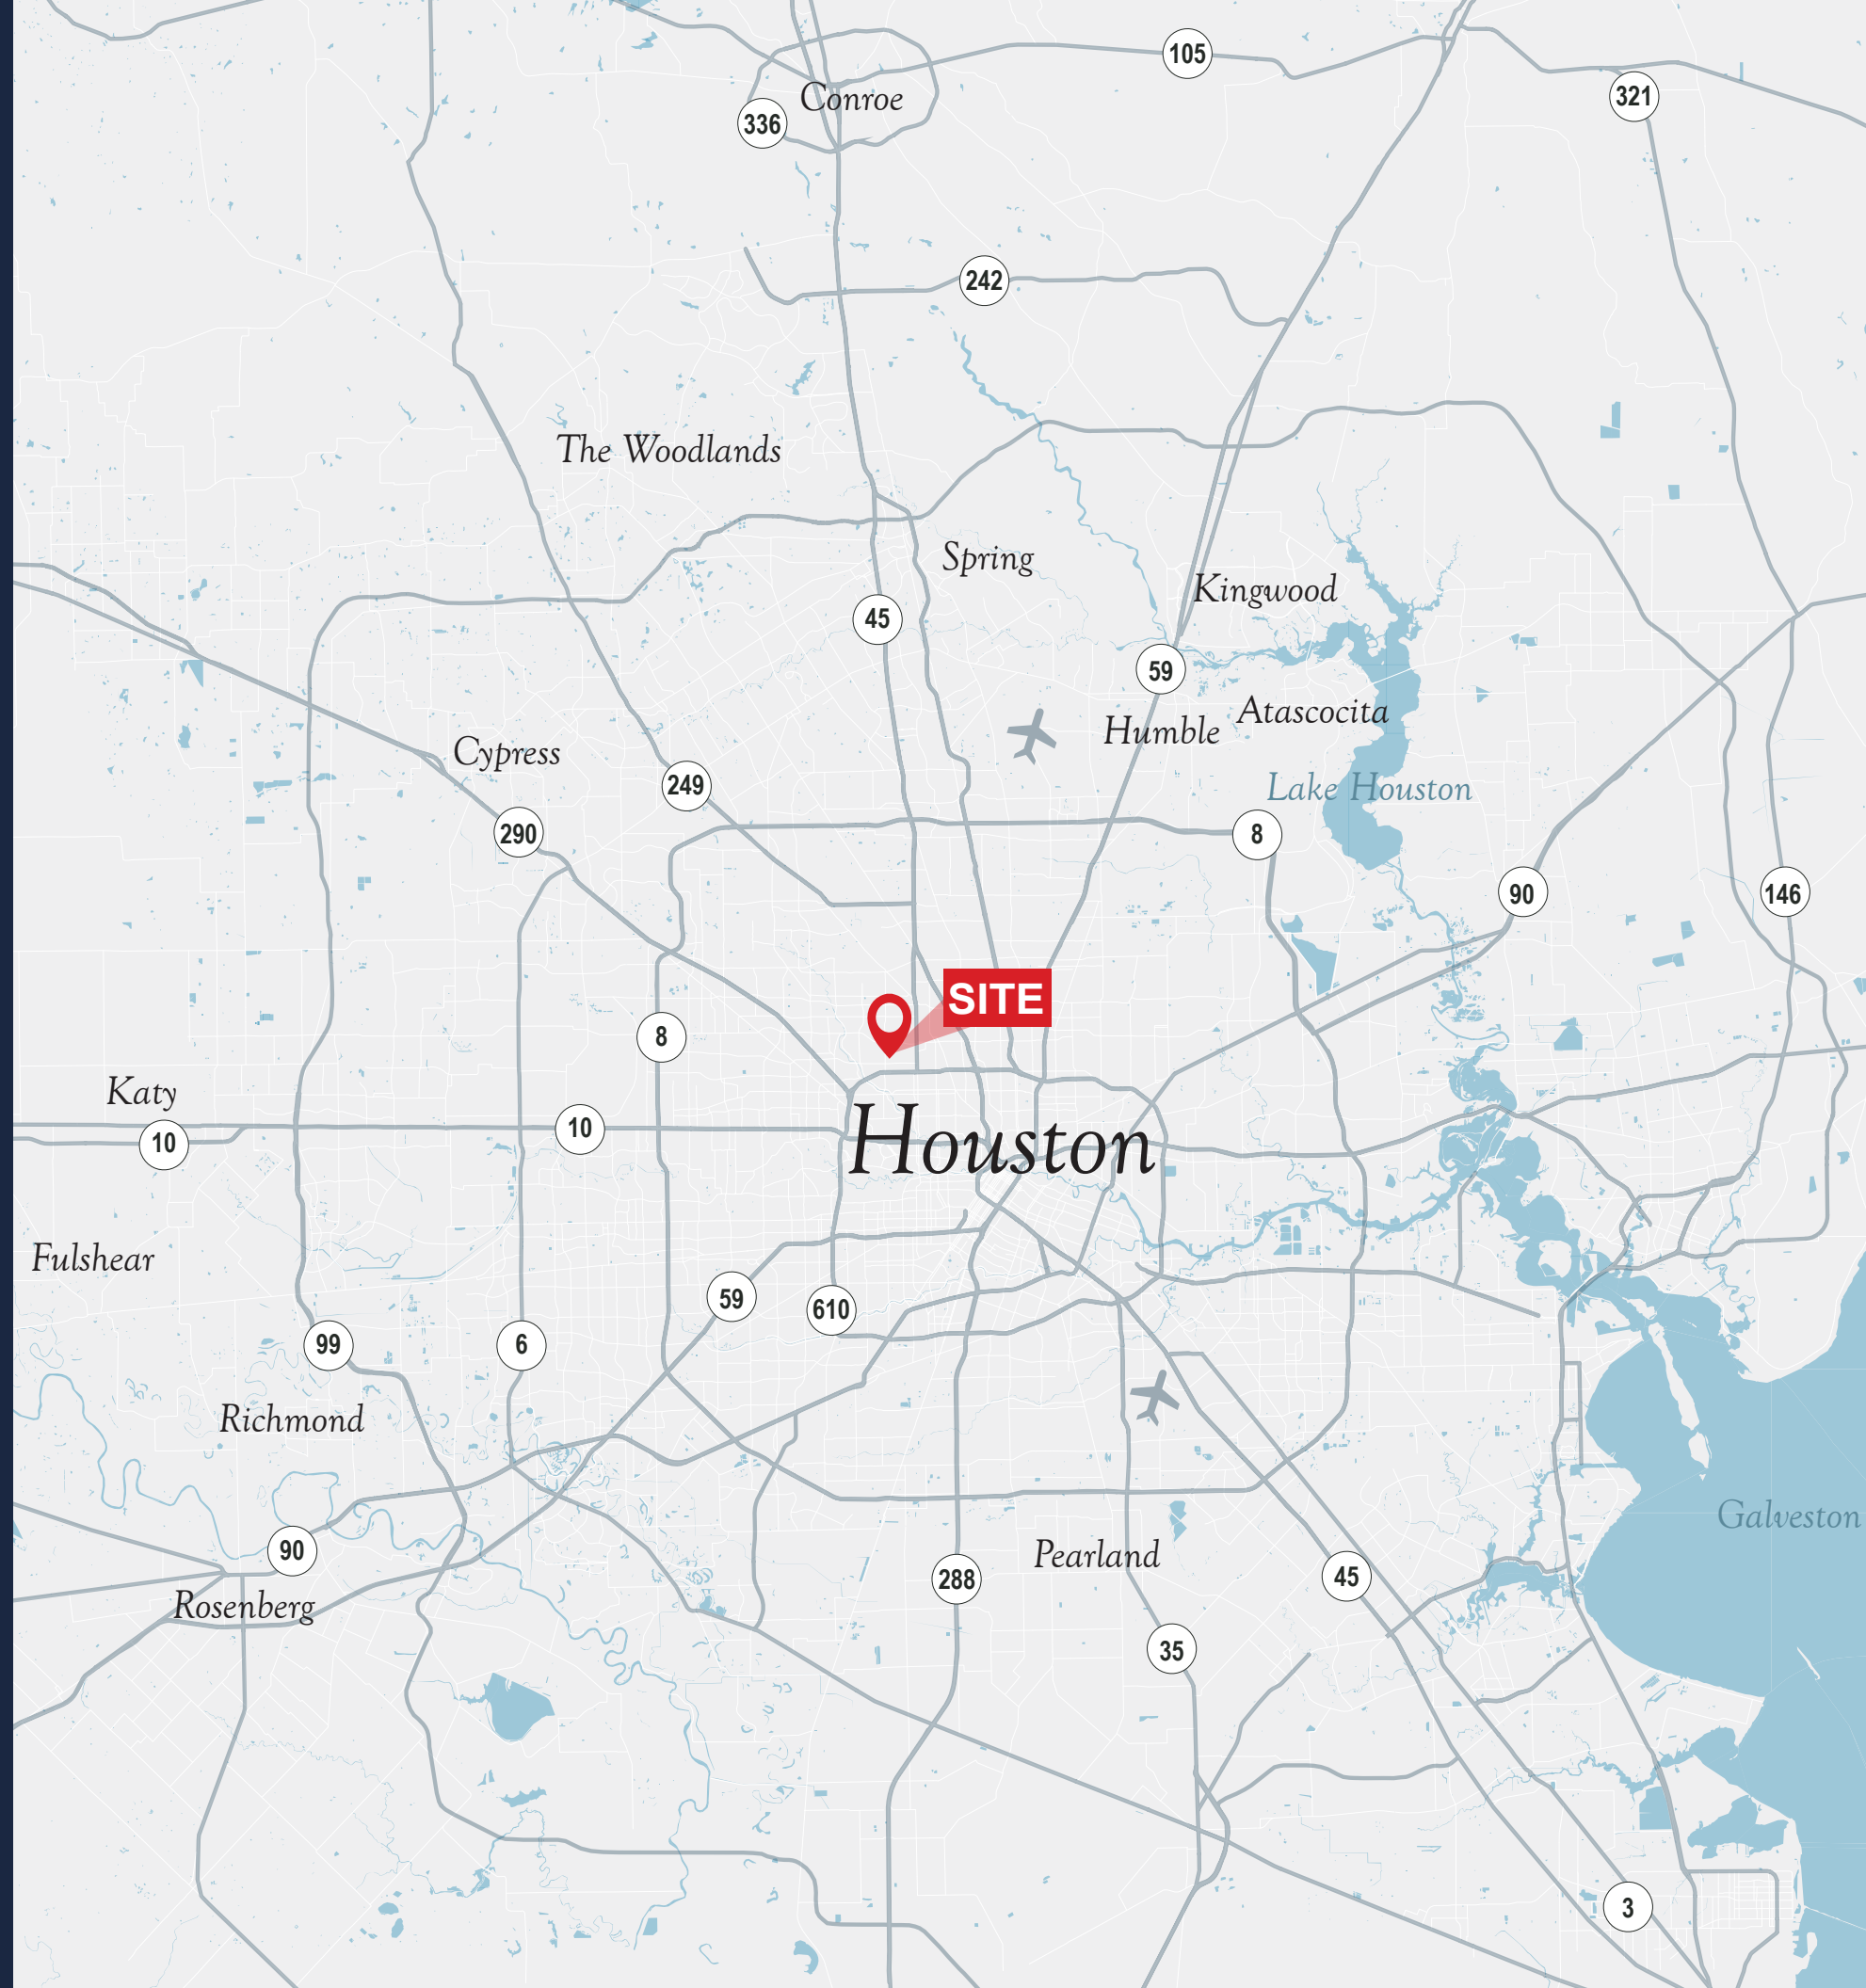 105
321
Conroe
336
242
The Woodlands
Spring
Kingwood
45
59
Atascocita
Humble
Cypress
249
Lake Houston
290
8
90
146
SITE
8
Katy
10
10
Houston
Fulshear
59
610
99
6
Richmond
Galveston
90
Pearland
288
45
Rosenberg
35
3